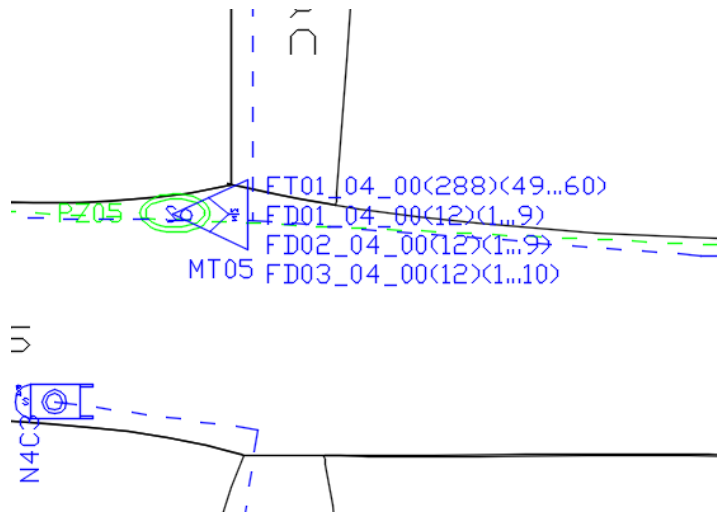 FT01_04_00(288)(49...60)
PZ05
FD01_04_00(12)(1...9)
FD02_04_00(12)(1...9)
MT05
FD03_04_00(12)(1...10)
N4C3